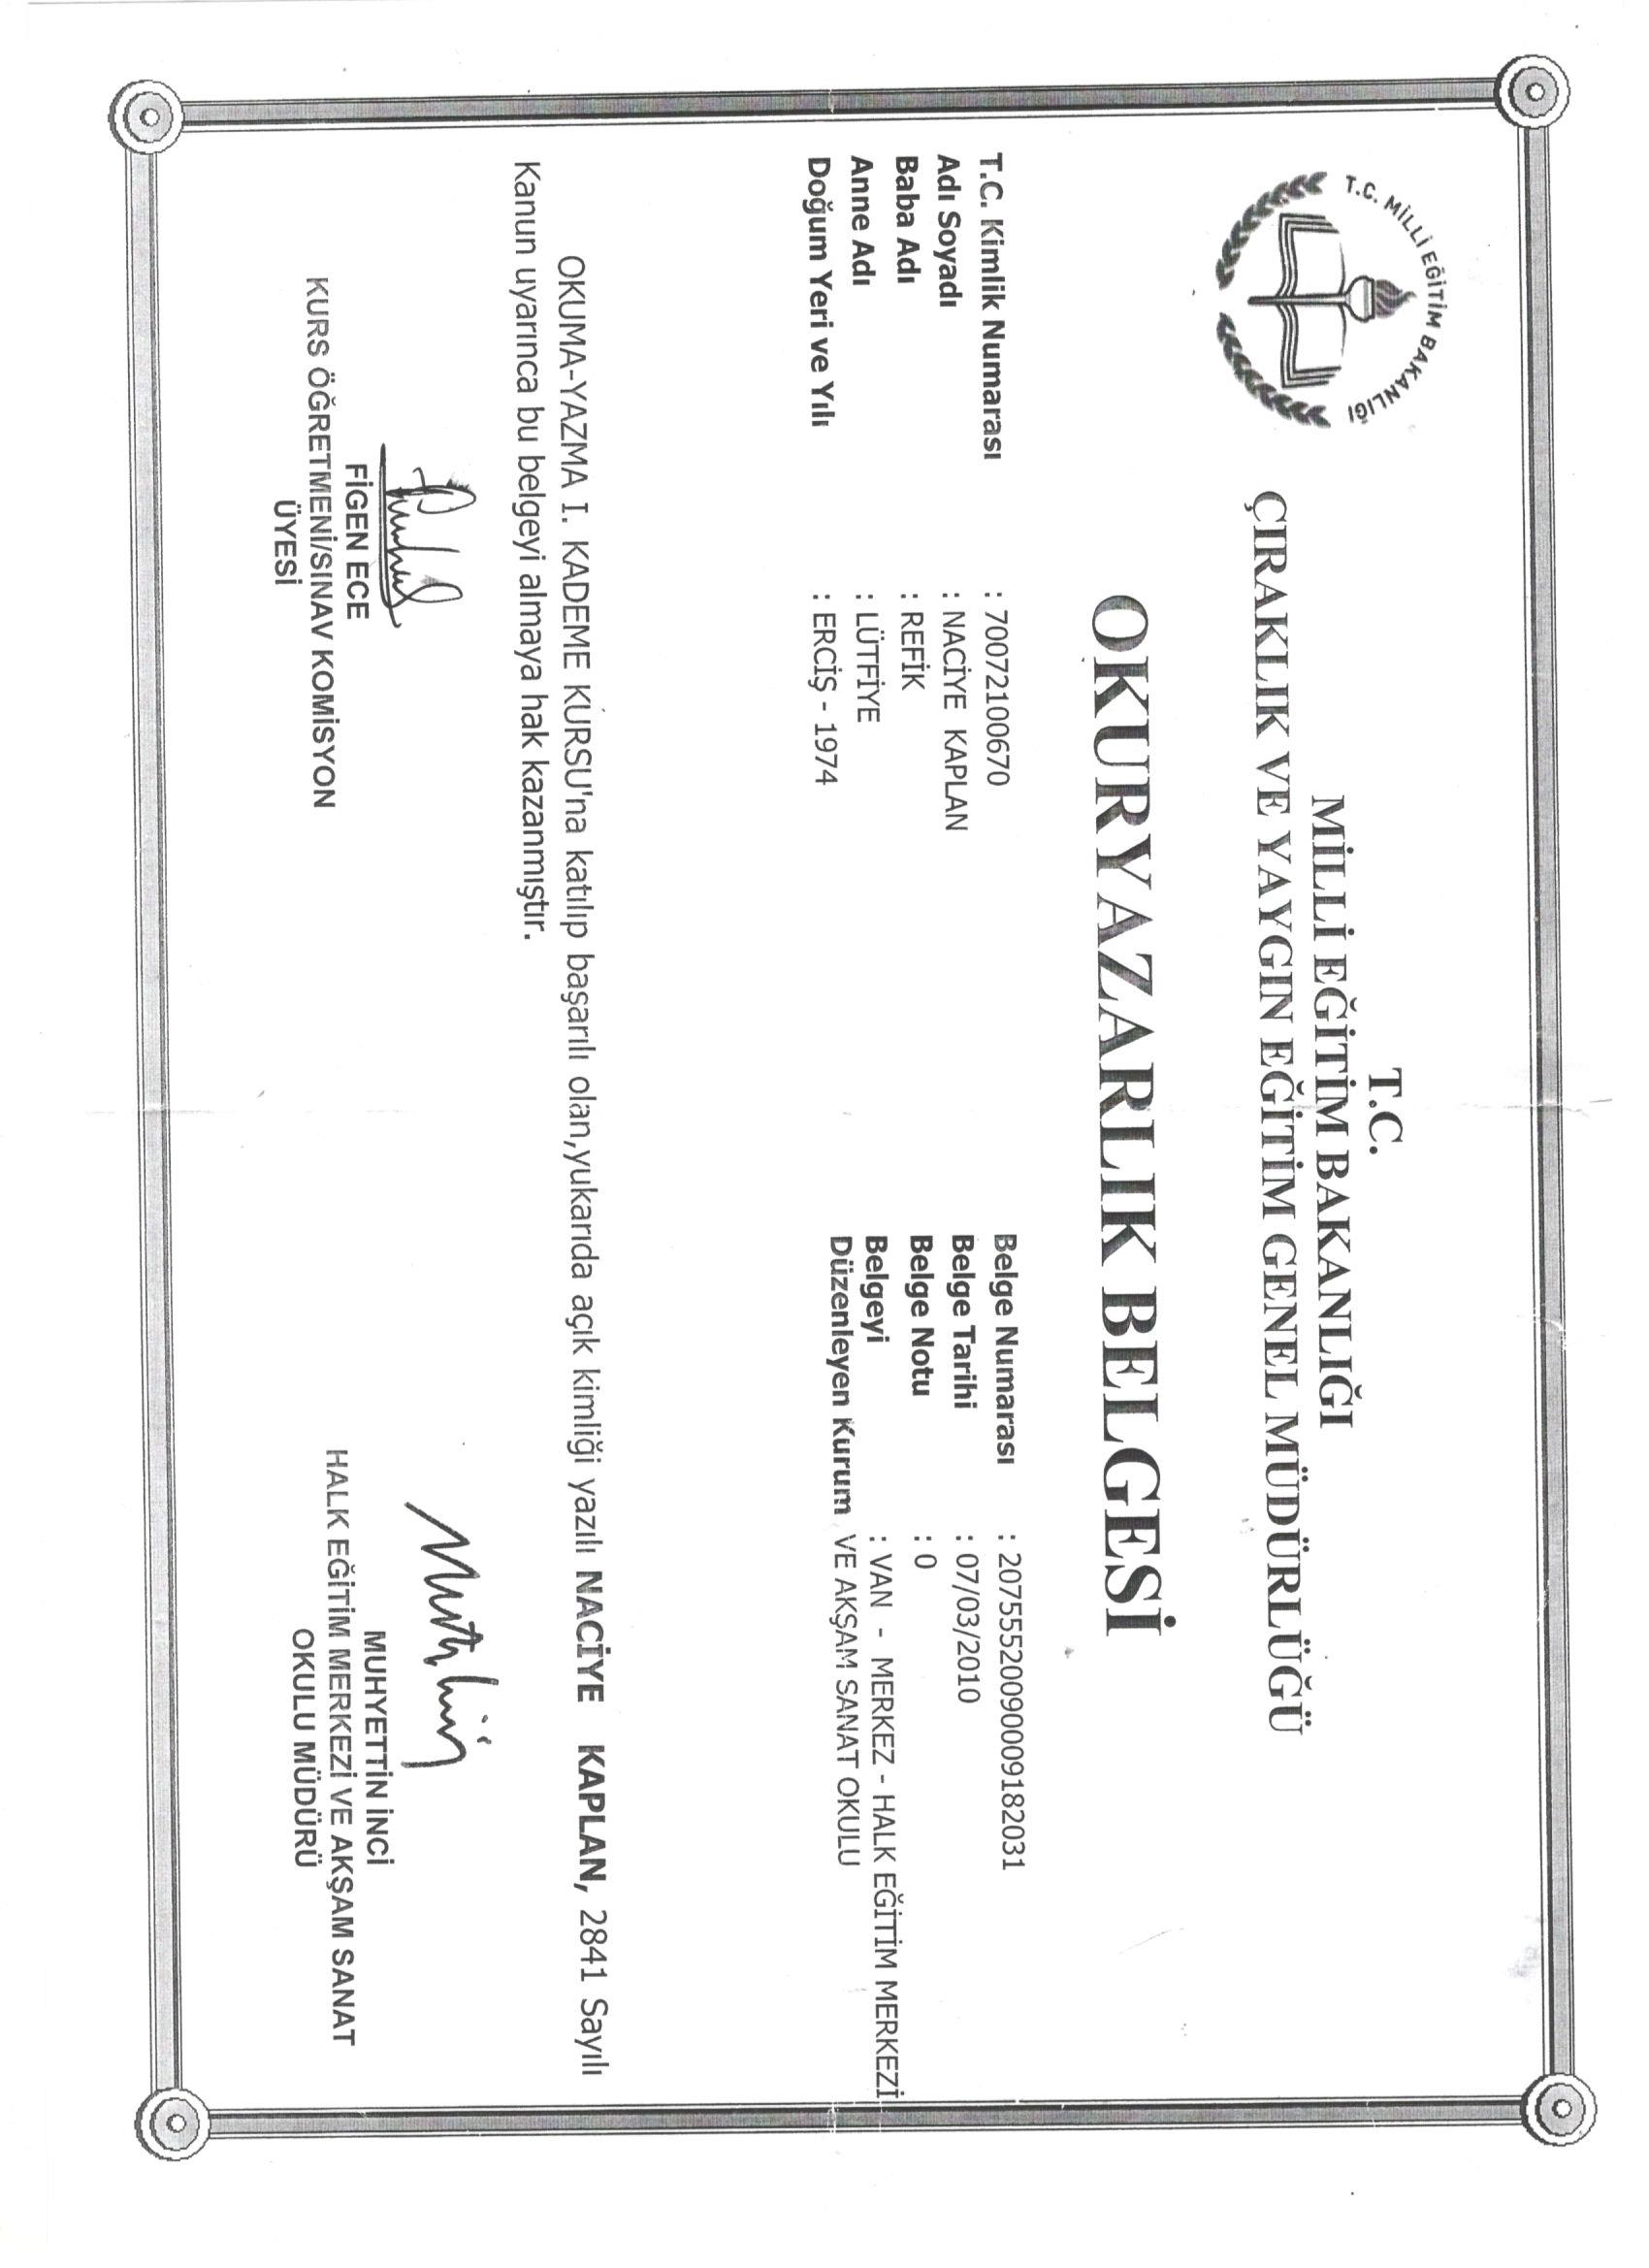 T.C. MİLLİ EĞİTİM BAKANLIĞI
T.C.
MİLLİ EĞİTİM BAKANLIĞI
ÇIRAKLIK VE YAYGIN EĞİTİM GENEL MÜDÜRLÜĞÜ
OKURYAZARLIK BELGESİ
T.C. Kimlik Numarası : 70072100670
Adı Soyadı : NACİYE KAPLAN
Baba Adı : REFİK
Anne Adı : LÜTFİYE
Doğum Yeri ve Yılı : ERCİŞ - 1974
Belge Numarası : 20755520090009182031
Belge Tarihi : 07/03/2010
Belge Notu : 0
Belgeyi : VAN - MERKEZ - HALK EĞİTİM MERKEZİ
Düzenleyen Kurum VE AKŞAM SANAT OKULU
OKUMA-YAZMA I. KADEME KURSU'na katılıp başarılı olan,yukarıda açık kimliği yazılı NACİYE KAPLAN, 2841 Sayılı
Kanun uyarınca bu belgeyi almaya hak kazanmıştır.
FİGEN ECE
KURS ÖĞRETMENİ/SINAV KOMİSYON
ÜYESİ
MUHYETTİN İNCİ
HALK EĞİTİM MERKEZİ VE AKŞAM SANAT
OKULU MÜDÜRÜ